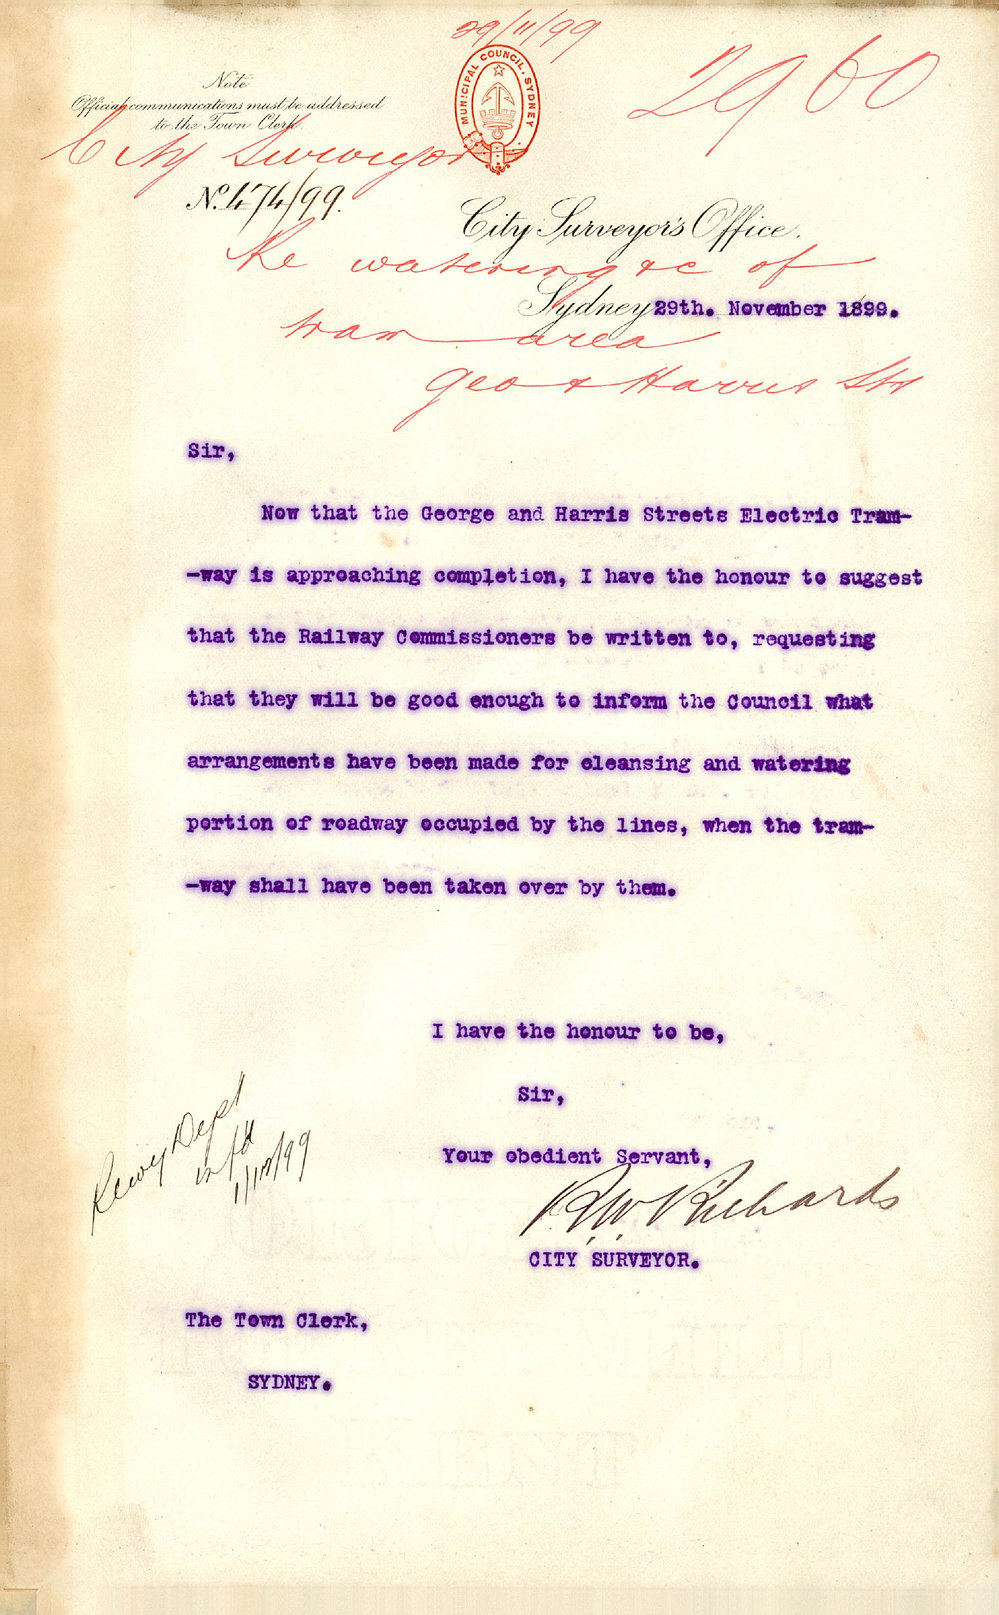 29/11/99
2960
MUNICIPAL COUNCIL, SYDNEY
Note
Official communications must be addressed
to the Town Clerk.
City Surveyor
No. 474/99.
City Surveyor's Office.
Re watering &c of
Sydney 29th. November 1899.
tram area
Geo & Harris Sts
Sir,
Now that the George and Harris Streets Electric Tram-
-way is approaching completion, I have the honour to suggest
that the Railway Commissioners be written to, requesting
that they will be good enough to inform the Council what
arrangements have been made for cleansing and watering
portion of roadway occupied by the lines, when the tram-
-way shall have been taken over by them.
I have the honour to be,
Sir,
Your obedient Servant,
R W Richards
CITY SURVEYOR.
Dept
1/12/99
The Town Clerk,
SYDNEY.